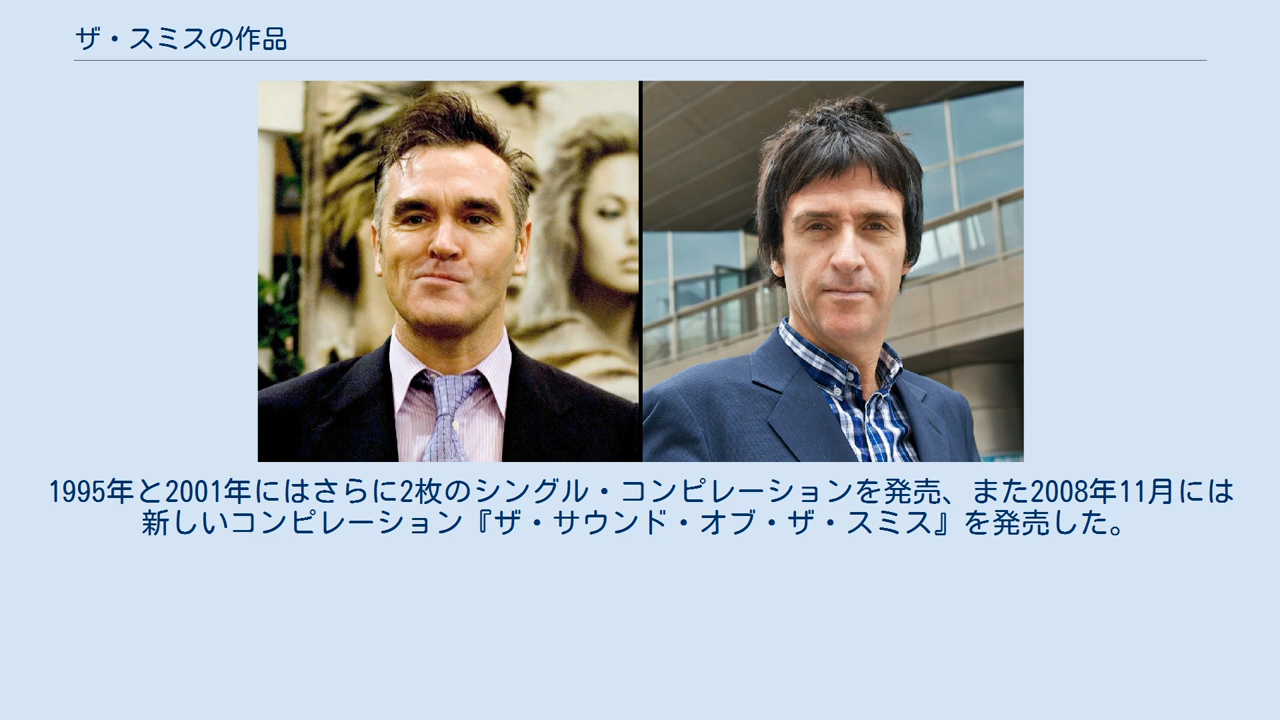 ザ・スミスの作品
1995年と2001年にはさらに2枚のシングル・コンピレーションを発売、また2008年11月には
新しいコンピレーション『ザ・サウンド・オブ・ザ・スミス』を発売した。